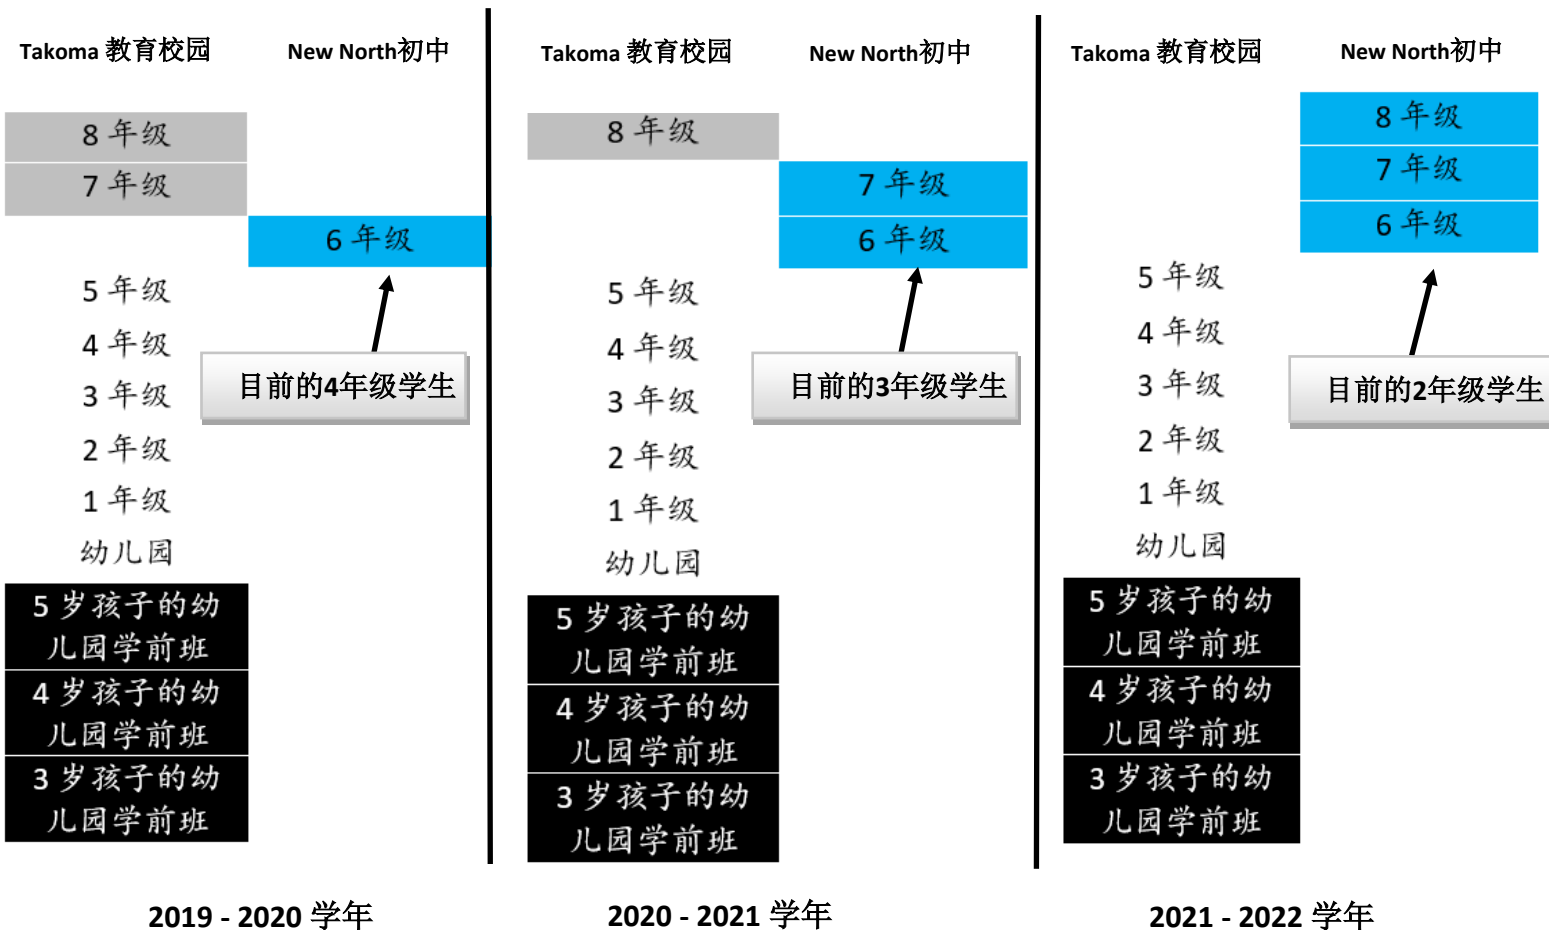 Takoma 教育校园
New North初中
8 年级
7 年级
6 年级
5 年级
4 年级
3 年级
2 年级
1 年级
幼儿园
5 岁孩子的幼
儿园学前班
4 岁孩子的幼
儿园学前班
3 岁孩子的幼
儿园学前班
目前的4年级学生
2019 - 2020 学年
Takoma 教育校园
New North初中
8 年级
7 年级
6 年级
5 年级
4 年级
3 年级
2 年级
1 年级
幼儿园
5 岁孩子的幼
儿园学前班
4 岁孩子的幼
儿园学前班
3 岁孩子的幼
儿园学前班
目前的3年级学生
2020 - 2021 学年
Takoma 教育校园
New North初中
8 年级
7 年级
6 年级
5 年级
4 年级
3 年级
2 年级
1 年级
幼儿园
5 岁孩子的幼
儿园学前班
4 岁孩子的幼
儿园学前班
3 岁孩子的幼
儿园学前班
目前的2年级学生
2021 - 2022 学年